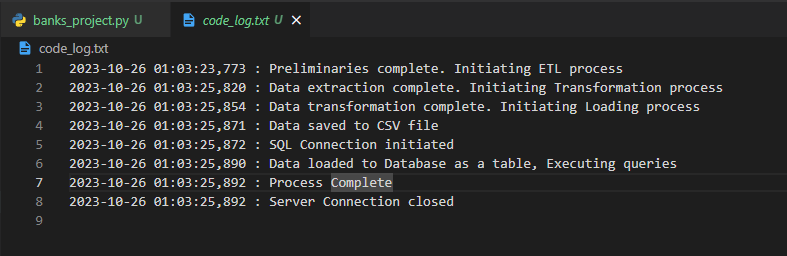 banks_project.py U
code_log.txt U
code_log.txt
1 2023-10-26 01:03:23,773 : Preliminaries complete. Initiating ETL process
2 2023-10-26 01:03:25,820 : Data extraction complete. Initiating Transformation process
3 2023-10-26 01:03:25,854 : Data transformation complete. Initiating Loading process
4 2023-10-26 01:03:25,871 : Data saved to CSV file
5 2023-10-26 01:03:25,872 : SQL Connection initiated
6 2023-10-26 01:03:25,890 : Data loaded to Database as a table, Executing queries
7 2023-10-26 01:03:25,892 : Process Complete
8 2023-10-26 01:03:25,892 : Server Connection closed
9